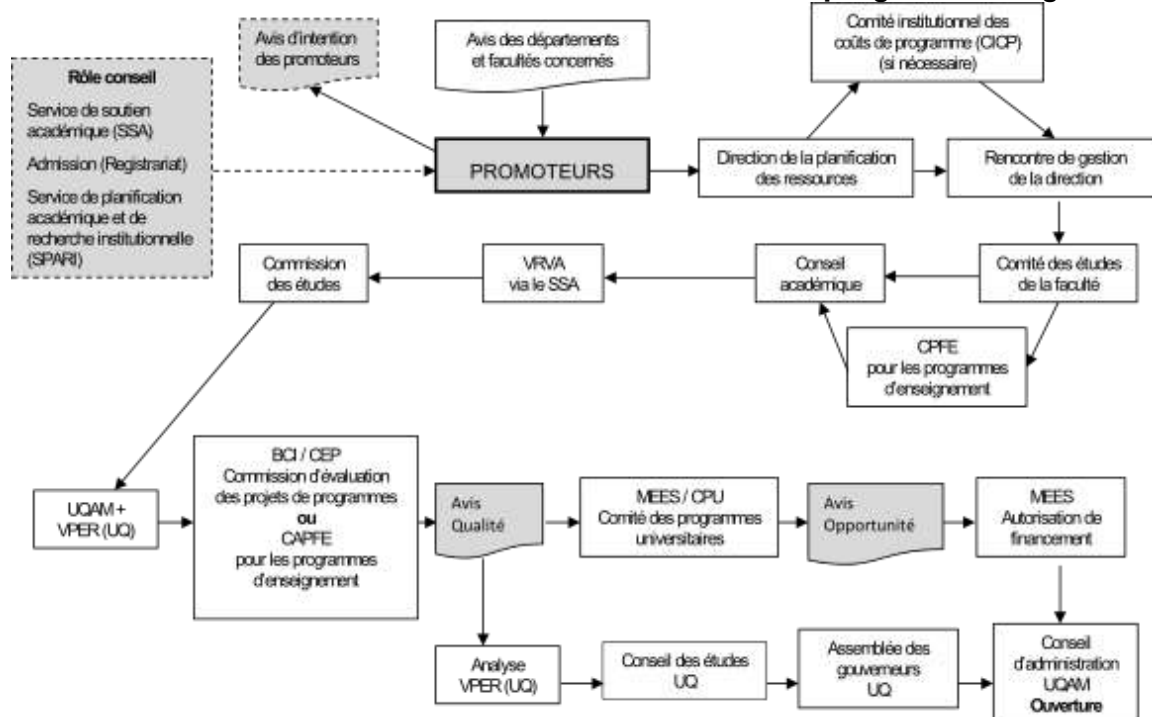 Avis d'intention
des promoteurs
Avis des départements
et facultés concernés
Comité institutionnel des
coûts de programme (CICP)
(si nécessaire)
Rôle conseil
Service de soutien
académique (SSA)
Admission (Registrariat)
Service de planification
académique et de
recherche institutionnelle
(SPARI)
PROMOTEURS
Direction de la planification
des ressources
Rencontre de gestion
de la direction
Commission
des études
VRVA
via le SSA
Conseil
académique
Comité des études
de la faculté
CPFE
pour les programmes
d'enseignement
UQAM +
VPER (UQ)
BCI / CEP
Commission d'évaluation
des projets de programmes
ou
CAPFE
pour les programmes
d'enseignement
Avis
Qualité
MEES / CPU
Comité des programmes
universitaires
Avis
Opportunité
MEES
Autorisation de
financement
Analyse
VPER (UQ)
Conseil des études
UQ
Assemblée des
gouverneurs
UQ
Conseil
d'administration
UQAM
Ouverture